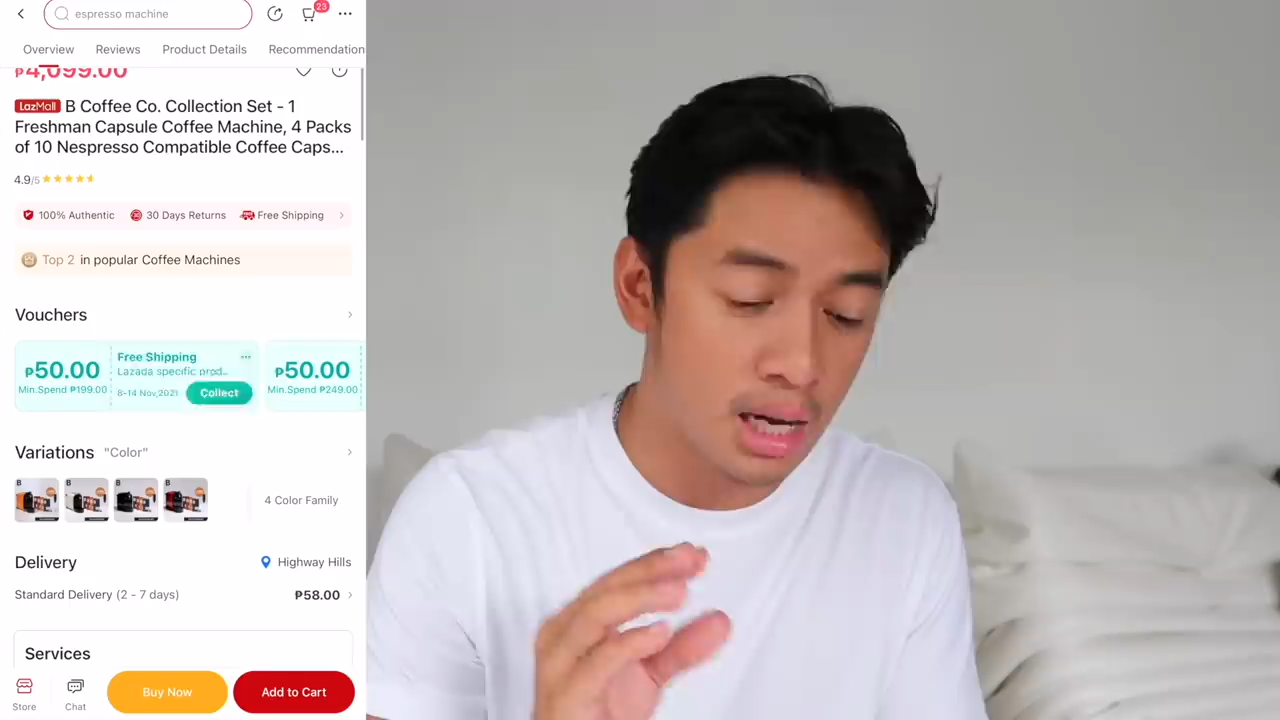 espresso machine
23
Overview Reviews Product Details Recommendation
₱4,099.00
LazMall B Coffee Co. Collection Set - 1
Freshman Capsule Coffee Machine, 4 Packs
of 10 Nespresso Compatible Coffee Caps...
4.9/5
100% Authentic 30 Days Returns Free Shipping
Top 2 in popular Coffee Machines
Vouchers
₱50.00
Min.Spend ₱199.00
Free Shipping
Lazada specific prod..
8-14 Nov,2021
Collect
₱50.00
Min.Spend ₱249.00
Variations "Color"
B B B B
4 Color Family
Delivery Highway Hills
Standard Delivery (2 - 7 days) ₱58.00
Services
Store
Chat
Buy Now
Add to Cart